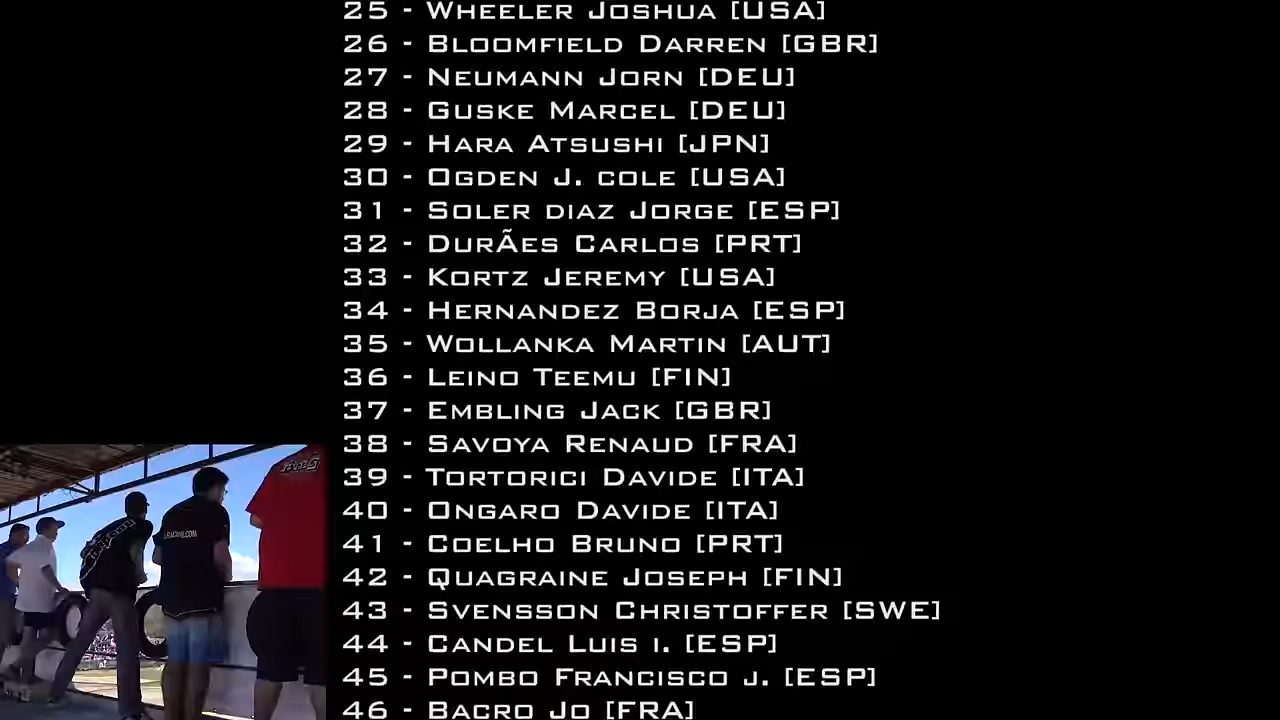 25 - Wheeler Joshua [USA]
26 - Bloomfield Darren [GBR]
27 - Neumann Jorn [DEU]
28 - Guske Marcel [DEU]
29 - Hara Atsushi [JPN]
30 - Ogden J. cole [USA]
31 - Soler diaz Jorge [ESP]
32 - DurÃes Carlos [PRT]
33 - Kortz Jeremy [USA]
34 - Hernandez Borja [ESP]
35 - Wollanka Martin [AUT]
36 - Leino Teemu [FIN]
37 - Embling Jack [GBR]
38 - Savoya Renaud [FRA]
39 - Tortorici Davide [ITA]
40 - Ongaro Davide [ITA]
41 - Coelho Bruno [PRT]
42 - Quagraine Joseph [FIN]
43 - Svensson Christoffer [SWE]
44 - Candel Luis i. [ESP]
45 - Pombo Francisco j. [ESP]
46 - Bacro Jo [FRA]